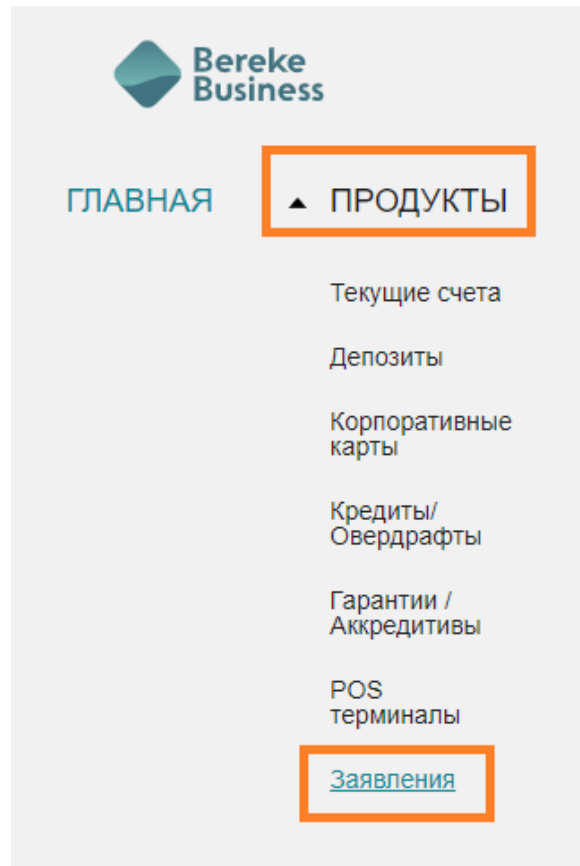 Bereke
Business
ГЛАВНАЯ ПРОДУКТЫ
Текущие счета
Депозиты
Корпоративные
карты
Кредиты/
Овердрафты
Гарантии /
Аккредитивы
POS
терминалы
Заявления